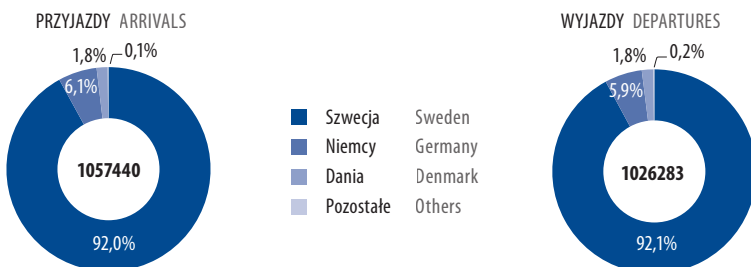 PRZYJAZDY ARRIVALS
1,8% 0,1%
6,1%
1057440
92,0%
Szwecja Sweden
Niemcy Germany
Dania Denmark
Pozostałe Others
WYJAZDY DEPARTURES
1,8% 0,2%
5,9%
1026283
92,1%